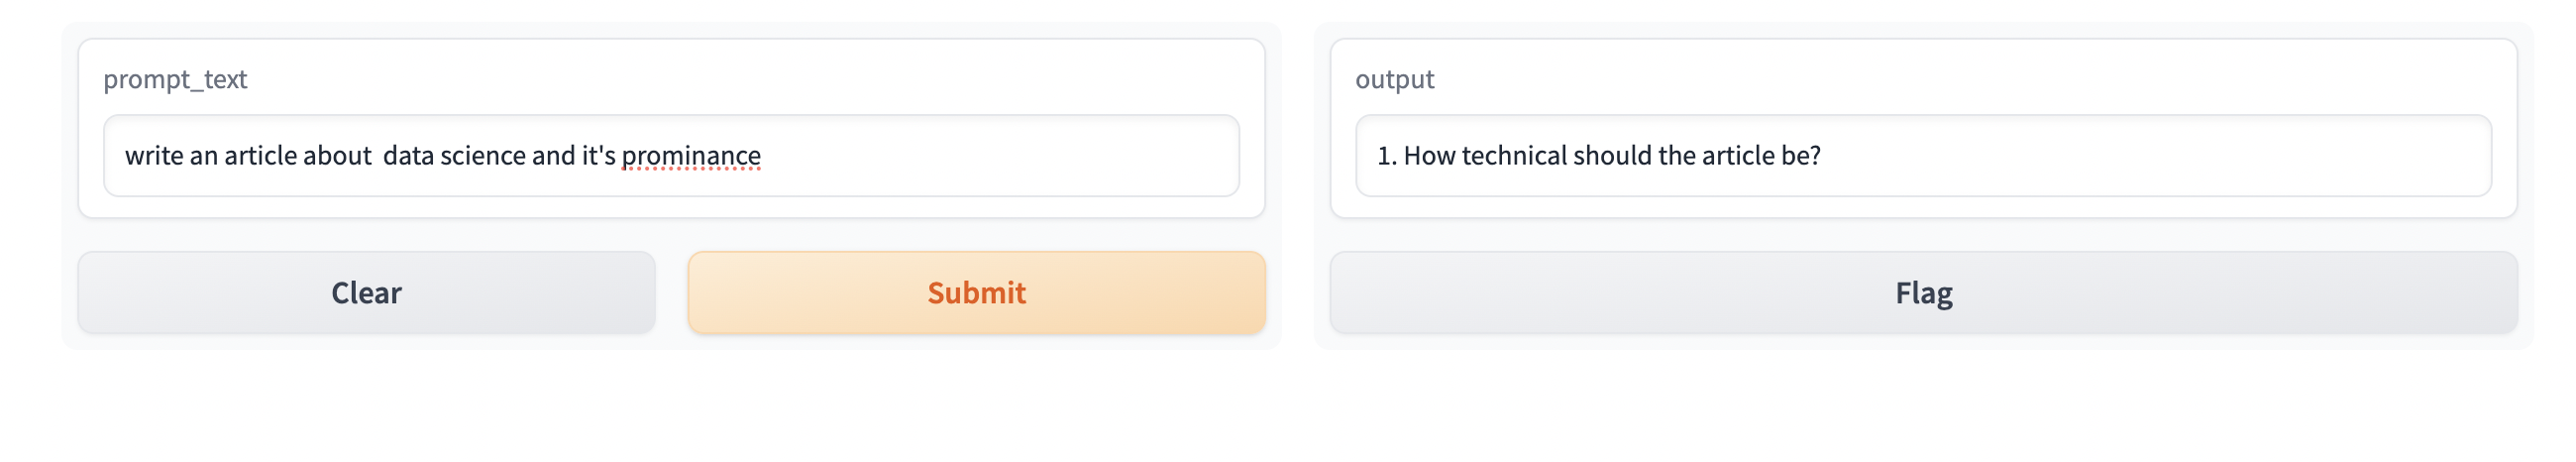 prompt_text
write an article about  data science and it's prominance
Clear
Submit
output
1. How technical should the article be?
Flag